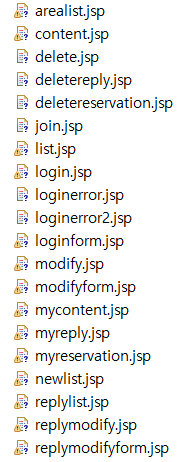 arealist.jsp
content.jsp
delete.jsp
deletereply.jsp
deletereservation.jsp
join.jsp
list.jsp
login.jsp
loginerror.jsp
loginerror2.jsp
loginform.jsp
modify.jsp
modifyform.jsp
mycontent.jsp
myreply.jsp
myreservation.jsp
newlist.jsp
replylist.jsp
replymodify.jsp
replymodifyform.jsp